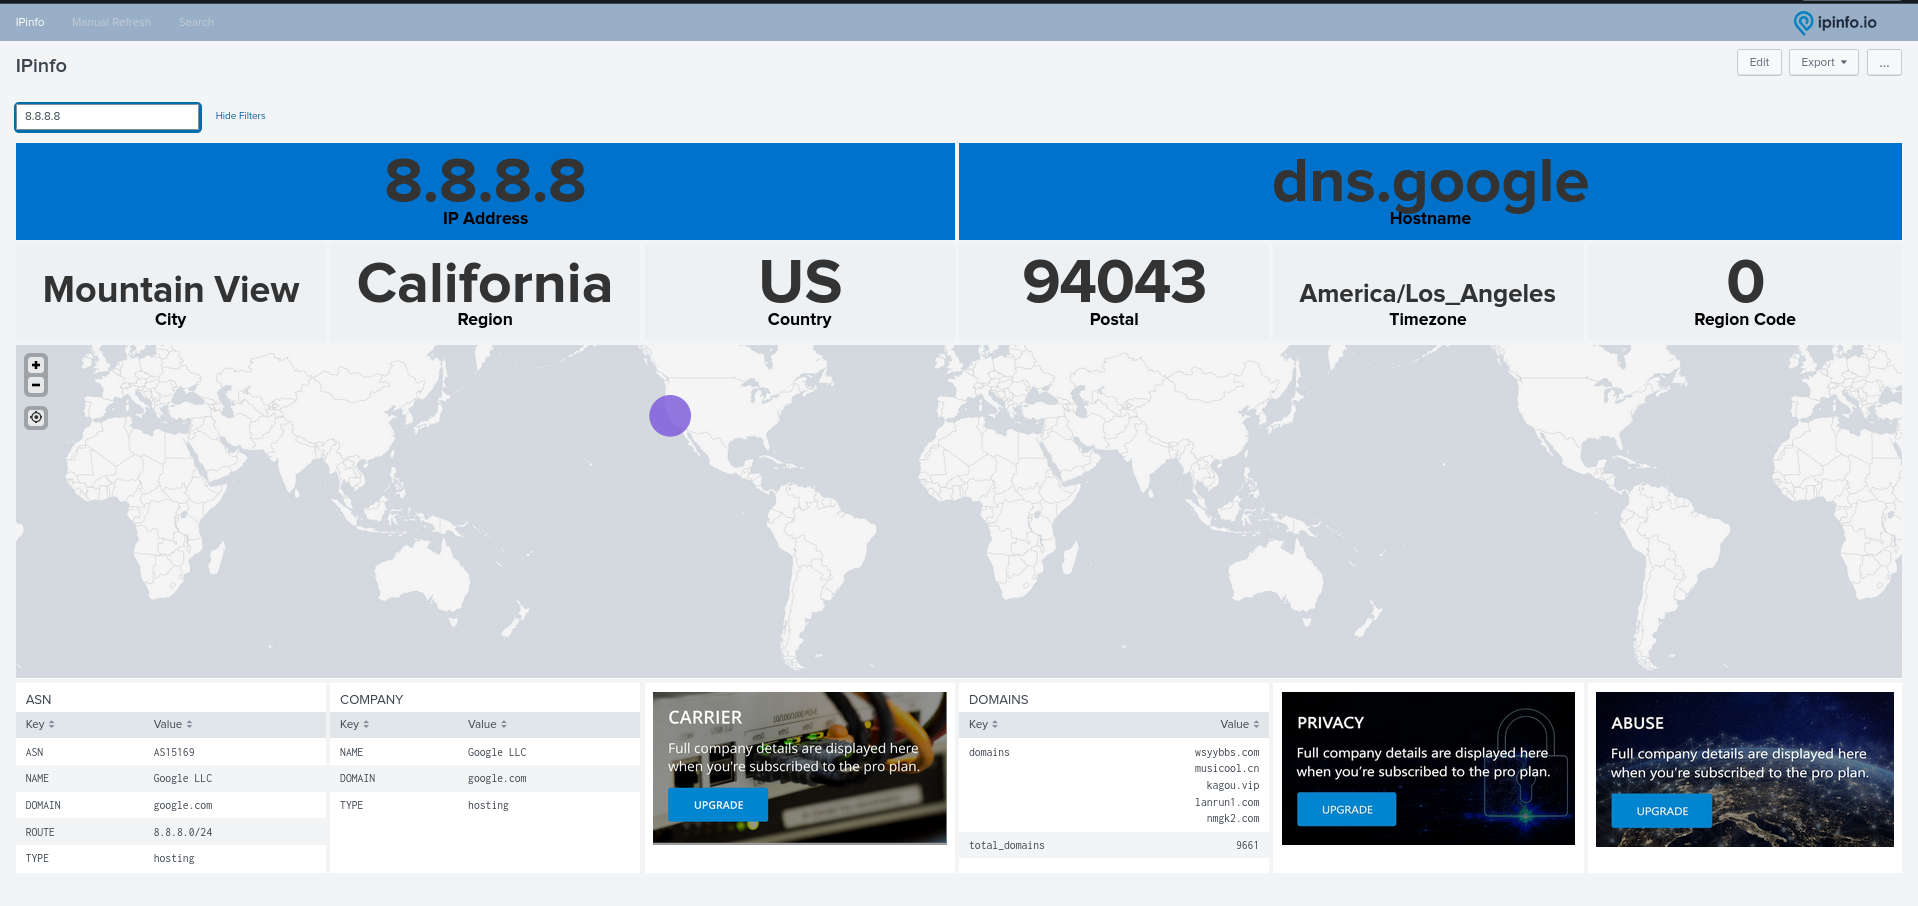 IPinfo
Manual Refresh
Search
ipinfo.io
IPinfo
Edit
Export
...
8.8.8.8
Hide Filters
8.8.8.8
IP Address
dns.google
Hostname
Mountain View
City
California
Region
US
Country
94043
Postal
America/Los_Angeles
Timezone
0
Region Code
+
-
ASN
Key Value
ASN AS15169
NAME Google LLC
DOMAIN google.com
ROUTE 8.8.8.0/24
TYPE hosting
COMPANY
Key Value
NAME Google LLC
DOMAIN google.com
TYPE hosting
10/100/1000 PCI-E
CARRIER
Full company details are displayed here
when you're subscribed to the pro plan.
UPGRADE
DOMAINS
Key Value
domains wsyybbs.com
musicool.cn
kagou.vip
lanrun1.com
nmgk2.com
total_domains 9661
PRIVACY
Full company details are displayed here
when you're subscribed to the pro plan.
UPGRADE
ABUSE
Full company details are displayed here
when you're subscribed to the pro plan.
UPGRADE